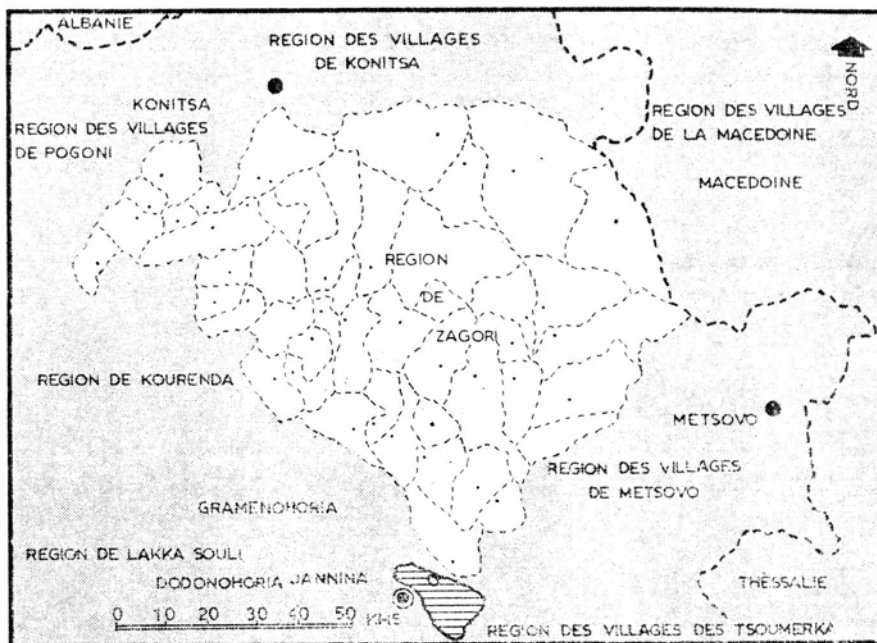 ALBANIE
REGION DES VILLAGES
DE KONITSA
NORD
KONITSA
REGION DES VILLAGES
DE POGONI
REGION DES VILLAGES
DE LA MACEDOINE
MACEDOINE
REGION
DE
ZAGORI
REGION DE KOURENDA
METSOVO
REGION DES VILLAGES
DE METSOVO
GRAMENOHORIA
REGION DE LAKKA SOULI
DODONOHORIA JANNINA
THESSALIE
0 10 20 30 40 50 KMS
REGION DES VILLAGES DES TSOUMERKA